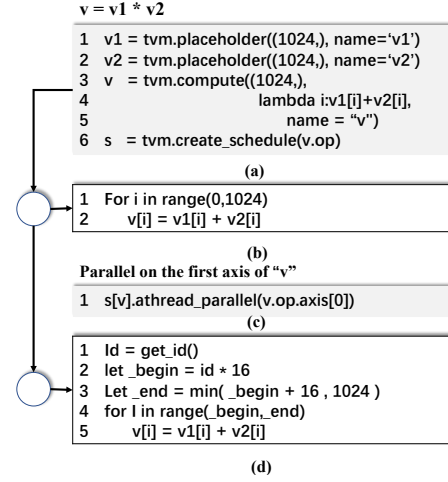 v = v1 * v2
1 v1 = tvm.placeholder((1024,), name=‘v1’)
2 v2 = tvm.placeholder((1024,), name=‘v2’)
3 v = tvm.compute((1024,),
4 lambda i:v1[i]+v2[i],
5 name = “v”)
6 s = tvm.create_schedule(v.op)
(a)
1 For i in range(0,1024)
2 v[i] = v1[i] + v2[i]
(b)
Parallel on the first axis of “v”
1 s[v].athread_parallel(v.op.axis[0])
(c)
1 Id = get_id()
2 let _begin = id * 16
3 Let _end = min( _begin + 16 , 1024 )
4 for I in range(_begin,_end)
5 v[i] = v1[i] + v2[i]
(d)